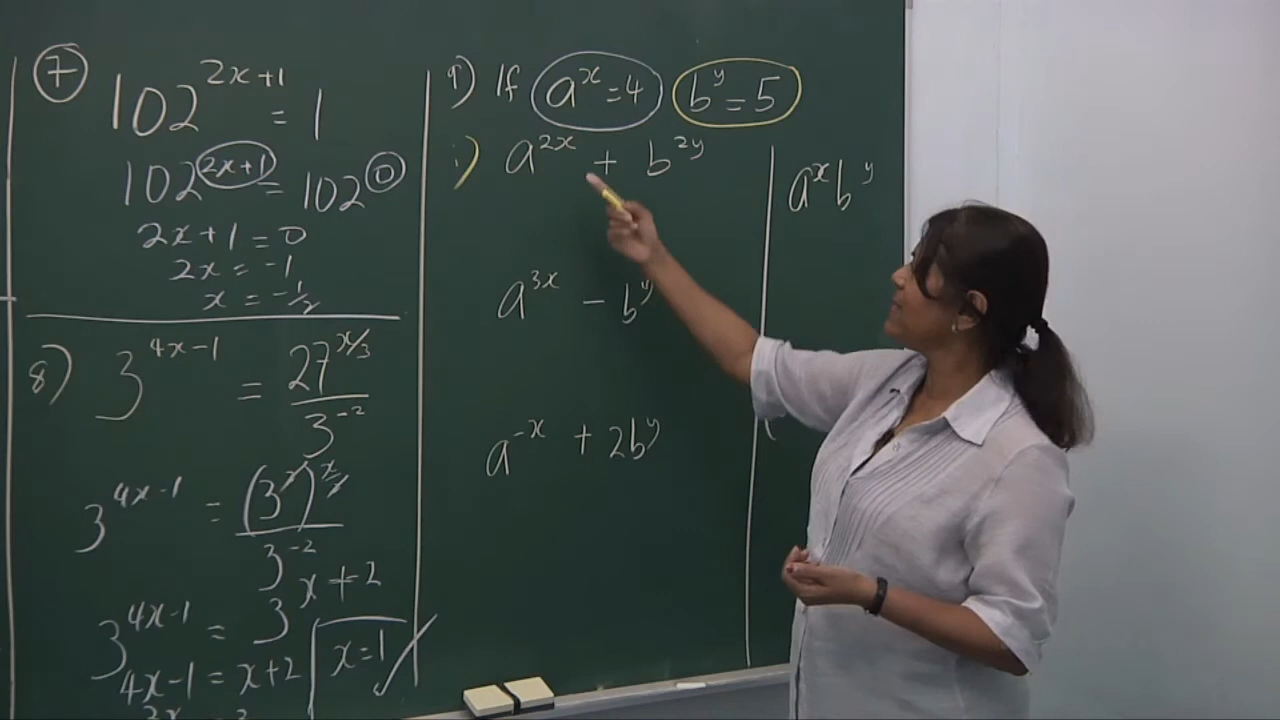 7
102^{2x+1} = 1
102^{2x+1} = 102^0
2x+1 = 0
2x = -1
x = -1/2
8) 3^{4x-1} = 27^{x/3} / 3^{-2}
3^{4x-1} = (3^3)^{x/3} / 3^{-2}
3^{4x-1} = 3^{x+2}
4x-1 = x+2
x=1
9) If a^x = 4 b^y = 5
i) a^{2x} + b^{2y}
a^{3x} - b^y
a^{-x} + 2b^y
a^x b^y